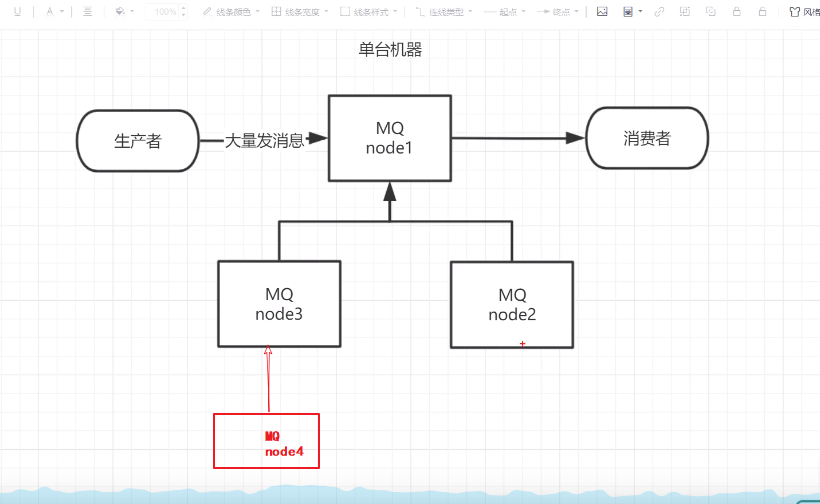 U
A
100%
线条颜色
线条宽度
线条样式
连线类型
起点
终点
风格
单台机器
生产者
大量发消息
MQ
node1
消费者
MQ
node3
MQ
node2
MQ
node4